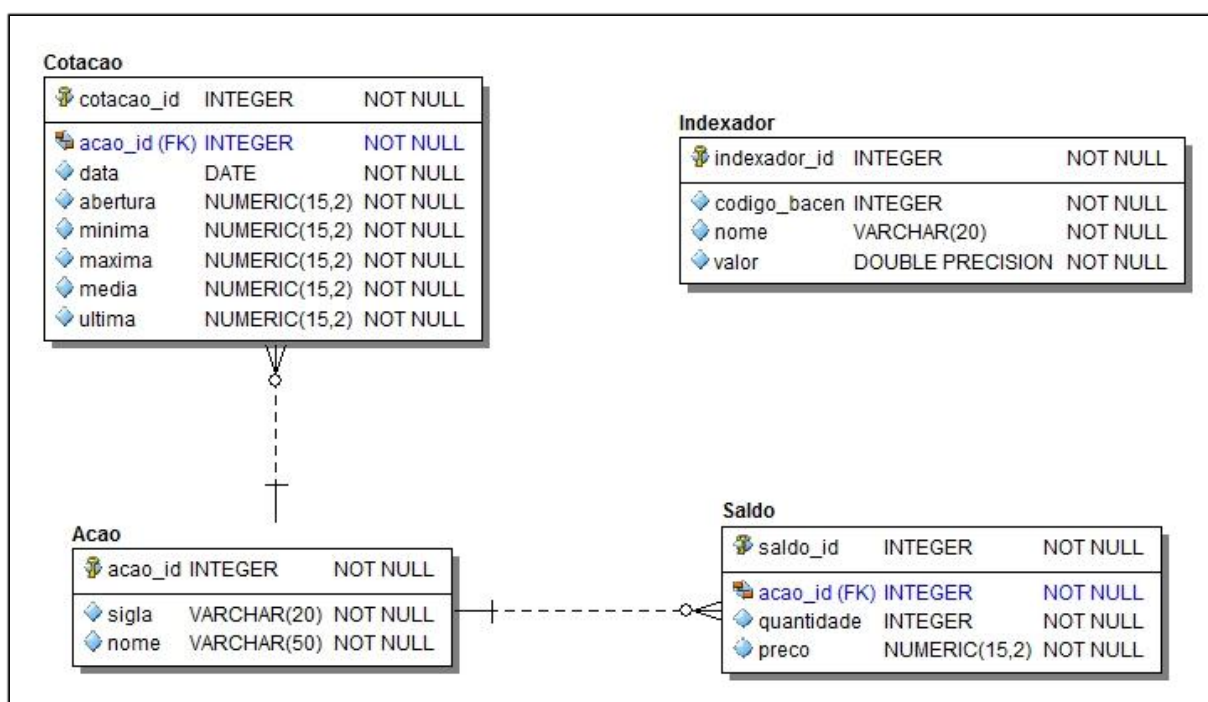 Cotacao
cotacao_id INTEGER NOT NULL
acao_id (FK) INTEGER NOT NULL
data DATE NOT NULL
abertura NUMERIC(15,2) NOT NULL
minima NUMERIC(15,2) NOT NULL
maxima NUMERIC(15,2) NOT NULL
media NUMERIC(15,2) NOT NULL
ultima NUMERIC(15,2) NOT NULL
Indexador
indexador_id INTEGER NOT NULL
codigo_bacen INTEGER NOT NULL
nome VARCHAR(20) NOT NULL
valor DOUBLE PRECISION NOT NULL
Acao
acao_id INTEGER NOT NULL
sigla VARCHAR(20) NOT NULL
nome VARCHAR(50) NOT NULL
Saldo
saldo_id INTEGER NOT NULL
acao_id (FK) INTEGER NOT NULL
quantidade INTEGER NOT NULL
preco NUMERIC(15,2) NOT NULL